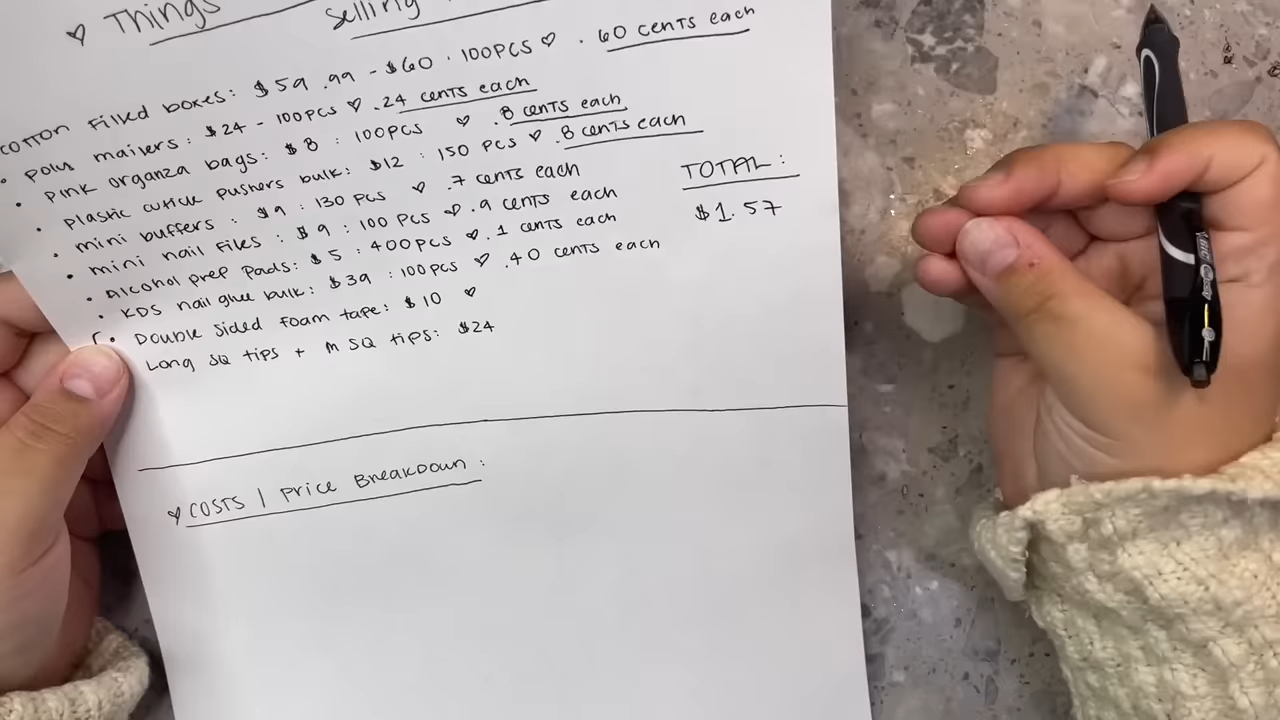 ♡ Things
Selling
Cotton Filled boxes: $59.99 - $60 . 100PCS ♡ . 60 cents each
• Poly mailers: $24 - 100PCS ♡ .24 cents each
• Pink organza bags: $8 : 100PCS ♡ .8 cents each
• Plastic cuticle pushers bulk: $12 : 150 PCS ♡ .8 cents each
• mini buffers : $9 : 130 PCS ♡ .7 cents each
• mini nail files : $9 : 100 PCS ♡ .9 cents each
• Alcohol prep pads: $5 : 400PCS ♡ .1 cents each
• KDS nail glue bulk: $39 : 100PCS ♡ .40 cents each
• Double sided foam tape: $10 ♡
Long SQ tips + M SQ tips: $24
TOTAL :
$1.57
♡ COSTS | Price Breakdown :
BIC